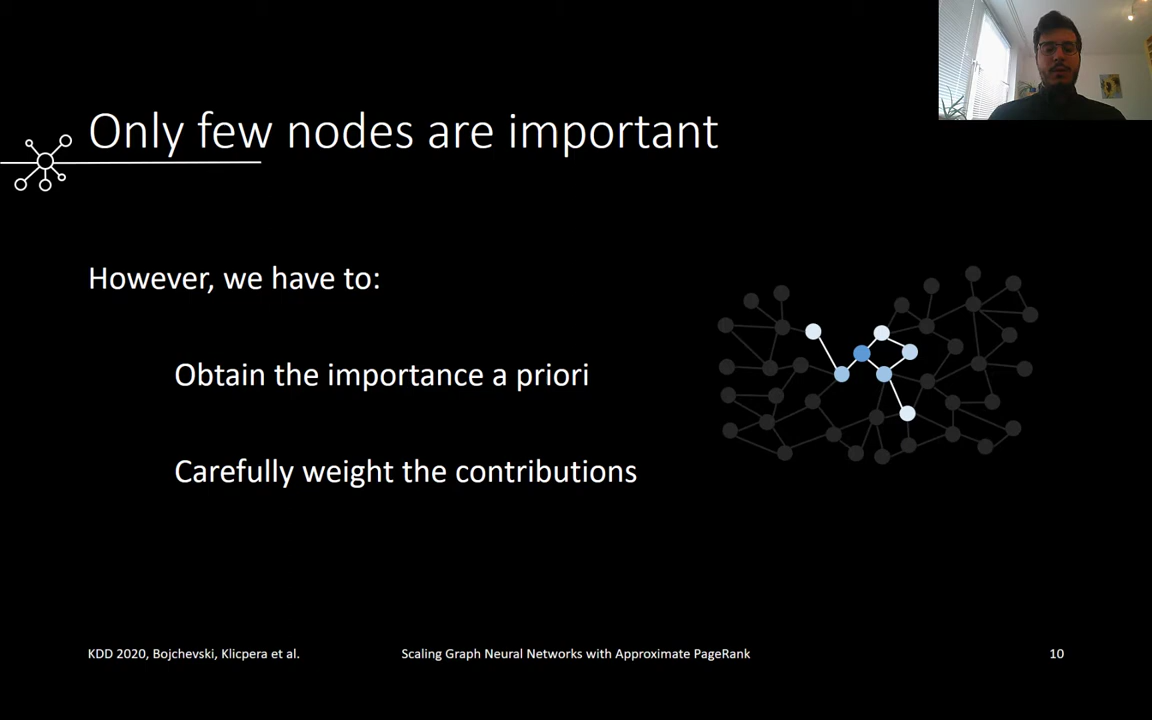 Only few nodes are important
However, we have to:
Obtain the importance a priori
Carefully weight the contributions
KDD 2020, Bojchevski, Klicpera et al.
Scaling Graph Neural Networks with Approximate PageRank
10